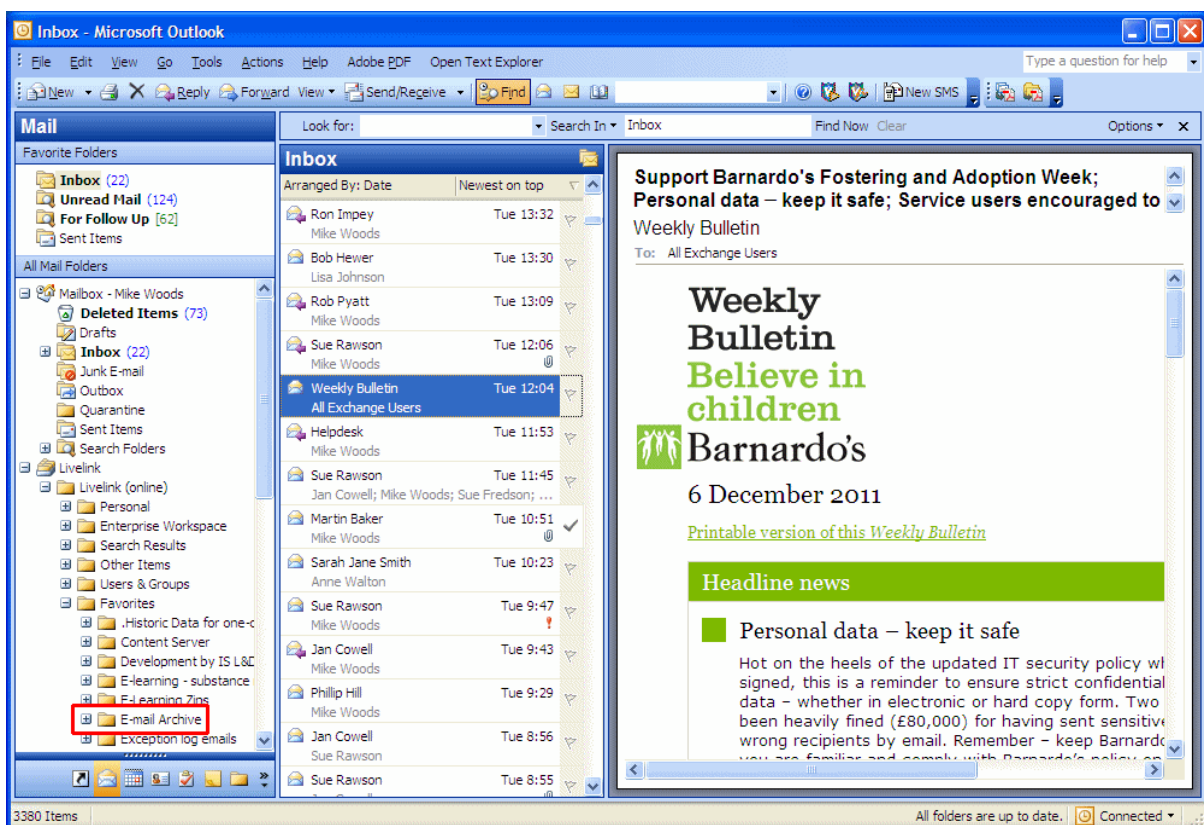 Inbox - Microsoft Outlook
File Edit View Go Tools Actions Help Adobe PDF Open Text Explorer Type a question for help
New Reply Forward View Send/Receive Find New SMS
Mail
Look for: Search In Inbox Find Now Clear Options
Favorite Folders
Inbox (22)
Unread Mail (124)
For Follow Up [62]
Sent Items
All Mail Folders
Mailbox - Mike Woods
Deleted Items (73)
Drafts
Inbox (22)
Junk E-mail
Outbox
Quarantine
Sent Items
Search Folders
Livelink
Livelink (online)
Personal
Enterprise Workspace
Search Results
Other Items
Users & Groups
Favorites
.Historic Data for one-c
Content Server
Development by IS L&D
E-learning - substance
E-Learning Zips
E-mail Archive
Exception log emails
Inbox
Arranged By: Date Newest on top
Ron Impey Tue 13:32
Mike Woods
Bob Hewer Tue 13:30
Lisa Johnson
Rob Pyatt Tue 13:09
Mike Woods
Sue Rawson Tue 12:06
Mike Woods
Weekly Bulletin Tue 12:04
All Exchange Users
Helpdesk Tue 11:53
Mike Woods
Sue Rawson Tue 11:45
Jan Cowell; Mike Woods; Sue Fredson; ...
Martin Baker Tue 10:51
Mike Woods
Sarah Jane Smith Tue 10:23
Anne Walton
Sue Rawson Tue 9:47
Mike Woods
Jan Cowell Tue 9:43
Mike Woods
Phillip Hill Tue 9:29
Mike Woods
Jan Cowell Tue 8:56
Sue Rawson
Sue Rawson Tue 8:55
Support Barnardo's Fostering and Adoption Week;
Personal data – keep it safe; Service users encouraged to
Weekly Bulletin
To: All Exchange Users
Weekly
Bulletin
Believe in
children
Barnardo's
6 December 2011
Printable version of this Weekly Bulletin
Headline news
Personal data – keep it safe
Hot on the heels of the updated IT security policy wh
signed, this is a reminder to ensure strict confidential
data – whether in electronic or hard copy form. Two
been heavily fined (£80,000) for having sent sensitive
wrong recipients by email. Remember – keep Barnardo
you are familiar and comply with Barnardo's policy on
3380 Items All folders are up to date. Connected